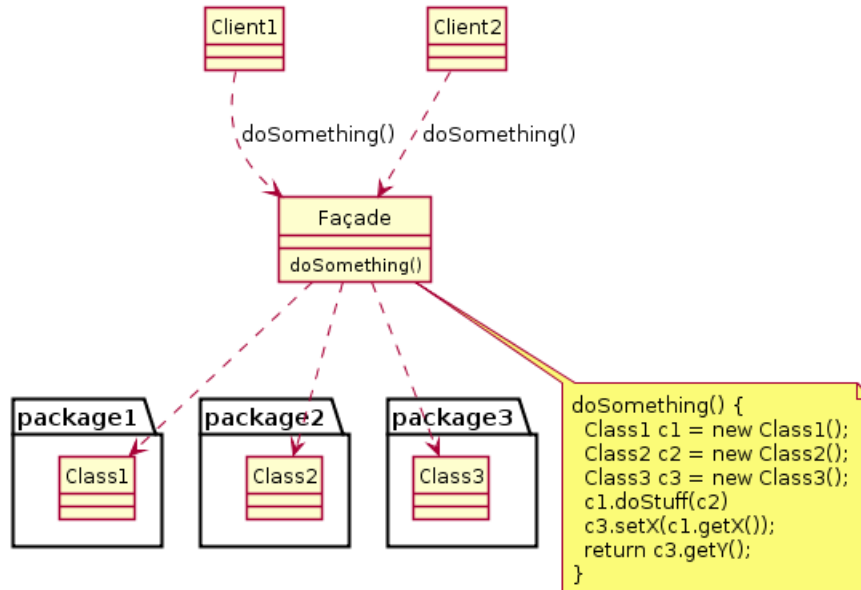 Client1
Client2
doSomething()
doSomething()
Façade
doSomething()
package1
package2
package3
Class1
Class2
Class3
doSomething() {
  Class1 c1 = new Class1();
  Class2 c2 = new Class2();
  Class3 c3 = new Class3();
  c1.doStuff(c2)
  c3.setX(c1.getX());
  return c3.getY();
}